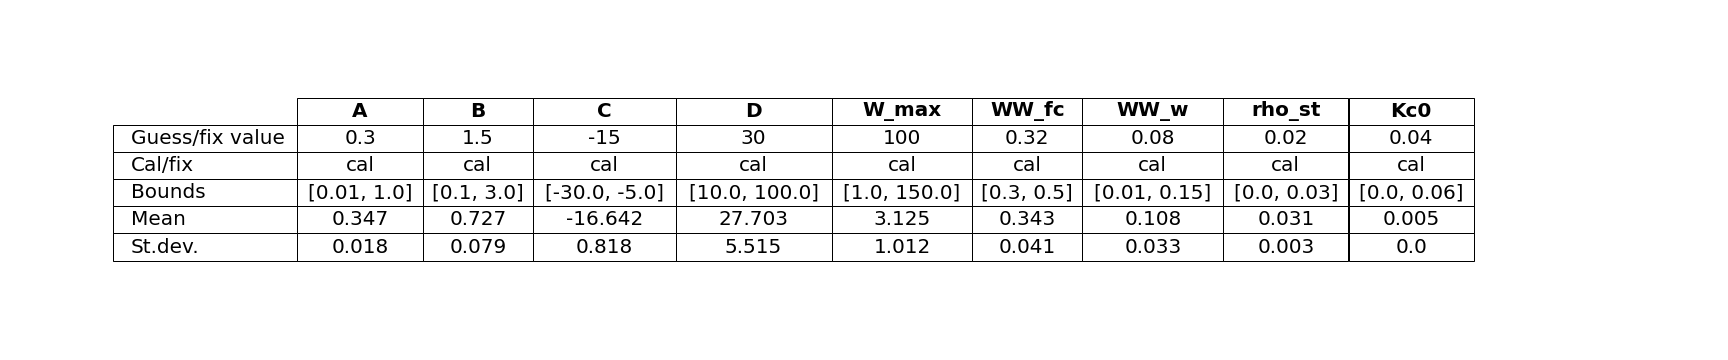 A B C D W_max WW_fc WW_w rho_st Kc0
Guess/fix value 0.3 1.5 -15 30 100 0.32 0.08 0.02 0.04
Cal/fix cal cal cal cal cal cal cal cal cal
Bounds [0.01, 1.0] [0.1, 3.0] [-30.0, -5.0] [10.0, 100.0] [1.0, 150.0] [0.3, 0.5] [0.01, 0.15] [0.0, 0.03] [0.0, 0.06]
Mean 0.347 0.727 -16.642 27.703 3.125 0.343 0.108 0.031 0.005
St.dev. 0.018 0.079 0.818 5.515 1.012 0.041 0.033 0.003 0.0